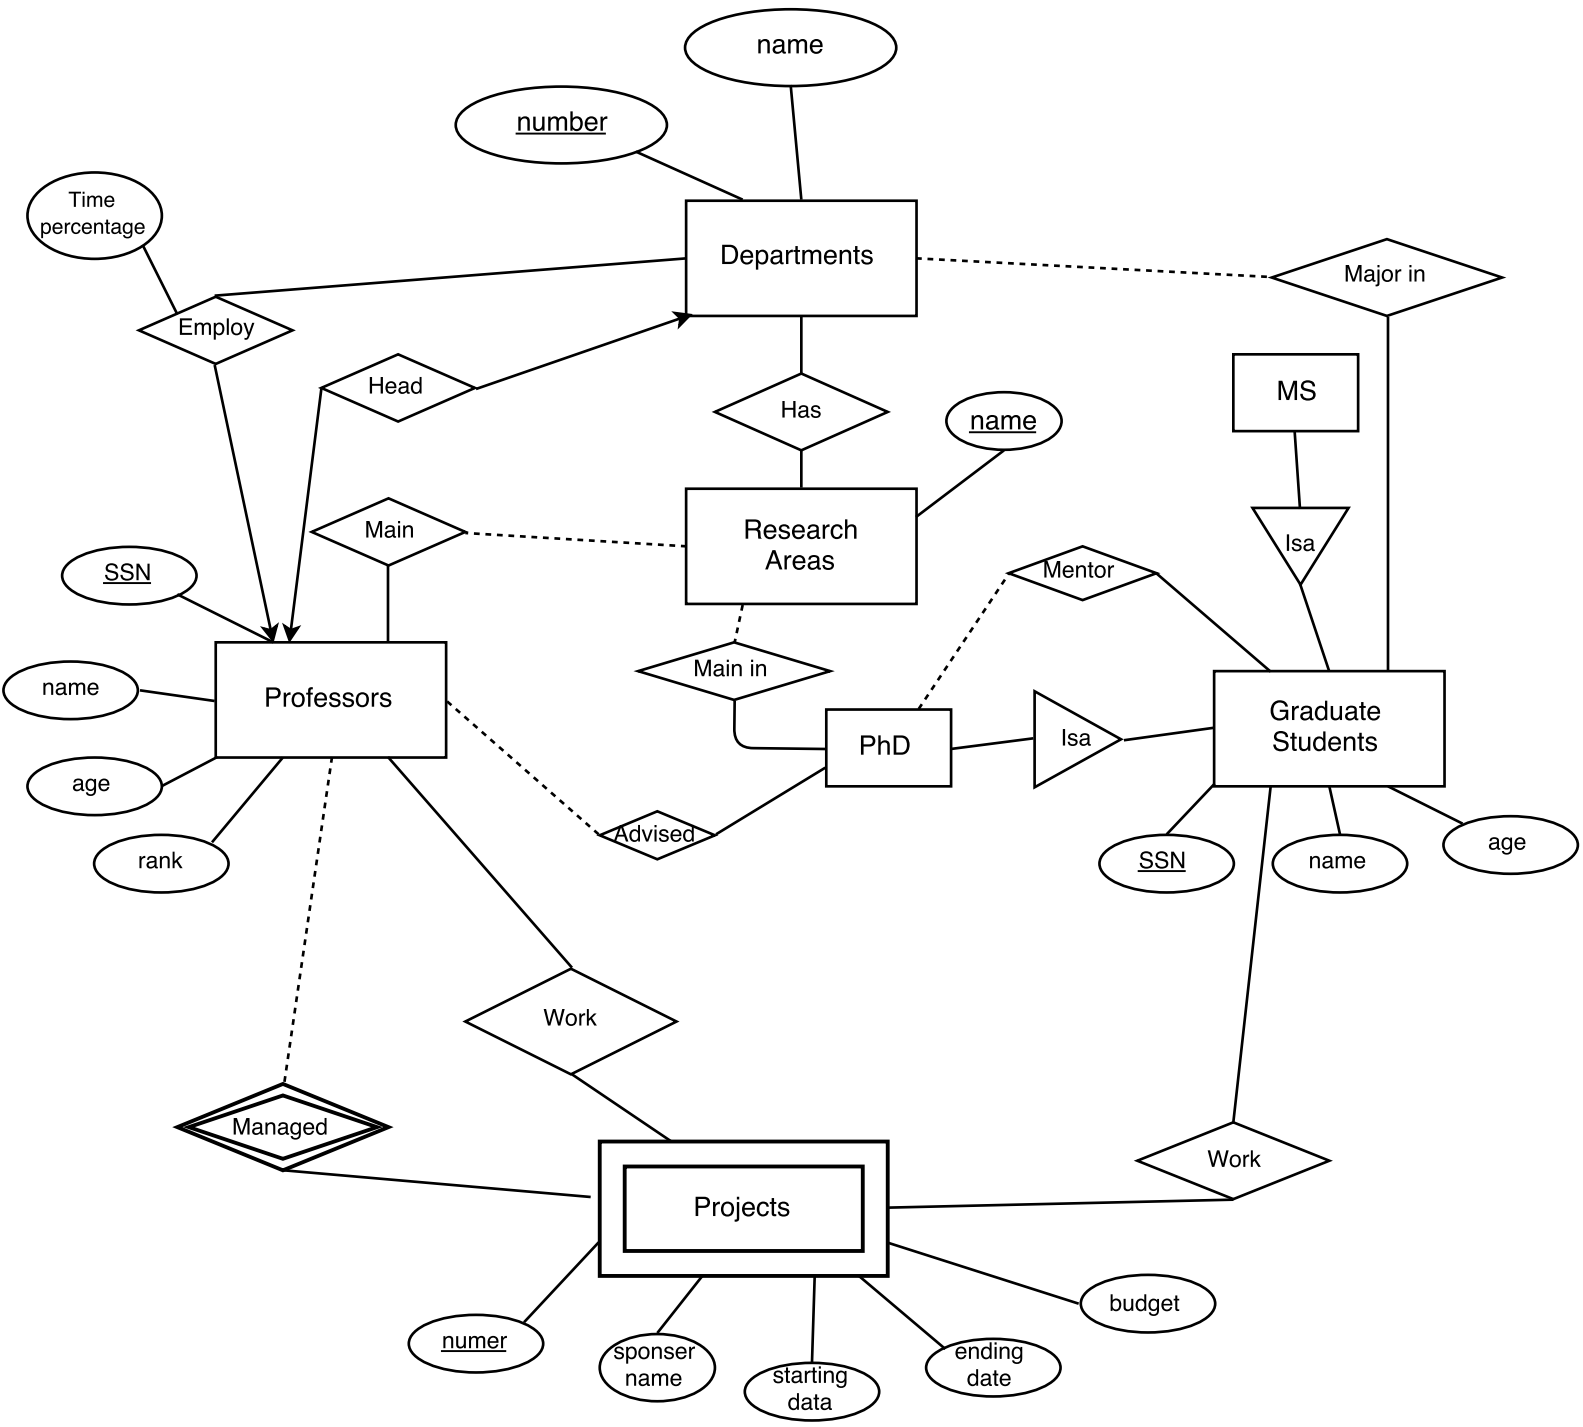 name
number
Time
percentage
Departments
Major in
Employ
Head
MS
Has
name
Main
Research
Areas
Isa
SSN
Mentor
name
Professors
Main in
PhD
Isa
Graduate
Students
age
rank
Advised
SSN
name
age
Work
Managed
Work
Projects
numer
sponser
name
starting
data
ending
date
budget